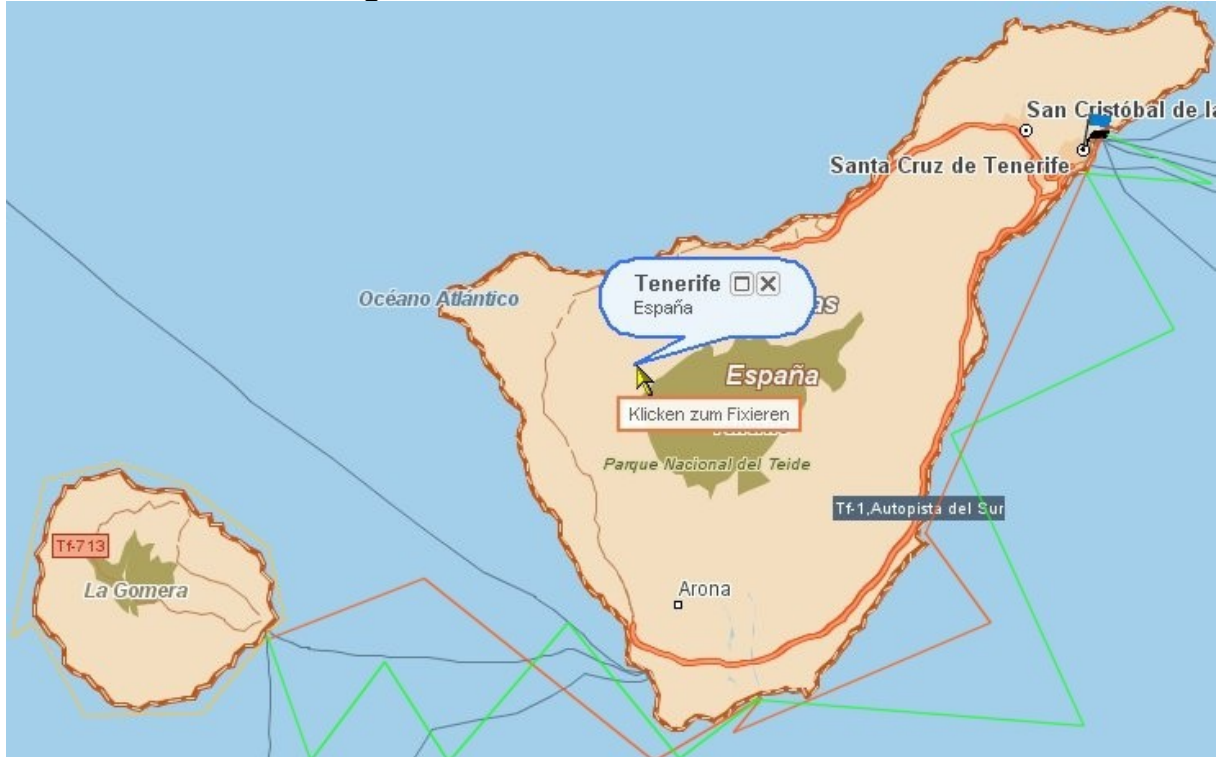 San Cristóbal de la
Santa Cruz de Tenerife
Océano Atlántico
Tenerife
España
España
Klicken zum Fixieren
Parque Nacional del Teide
Tf-1,Autopista del Sur
Tf-713
La Gomera
Arona